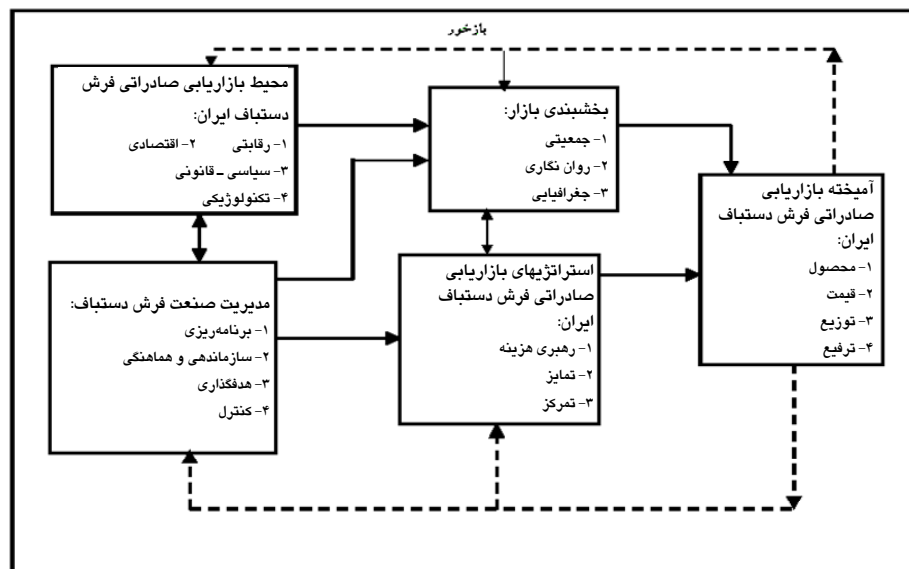 بازخور
محیط بازاریابی صادراتی فرش
دستباف ایران:
۱- رقابتی ۲- اقتصادی
۳- سیاسی - قانونی
۴- تکنولوژیکی
بخشبندی بازار:
۱- جمعیتی
۲- روان نگاری
۳- جغرافیایی
آمیخته بازاریابی
صادراتی فرش دستباف
ایران:
۱- محصول
۲- قیمت
۳- توزیع
۴- ترفیع
مدیریت صنعت فرش دستباف:
۱- برنامه‌ریزی
۲- سازماندهی و هماهنگی
۳- هدفگذاری
۴- کنترل
استراتژیهای بازاریابی
صادراتی فرش دستباف
ایران:
۱- رهبری هزینه
۲- تمایز
۳- تمرکز